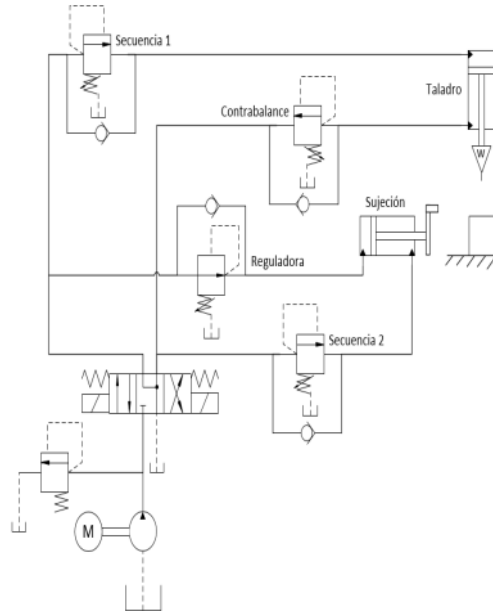 Secuencia 1
Contrabalance
Taladro
W
Sujeción
Reguladora
Secuencia 2
M